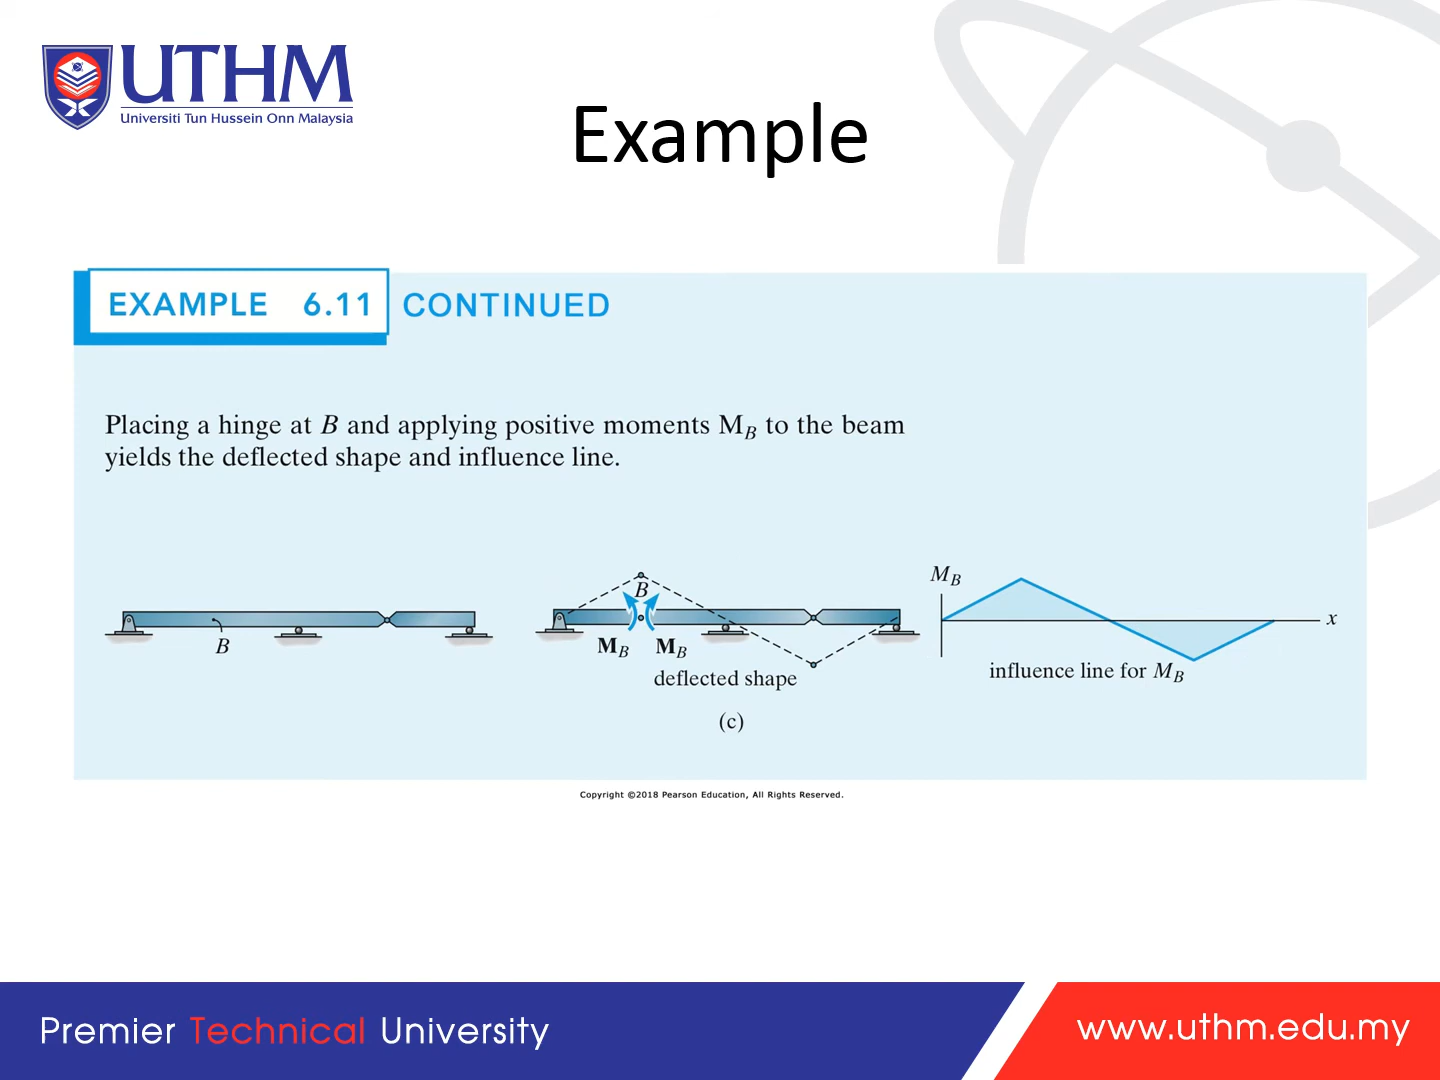 UTHM
Universiti Tun Hussein Onn Malaysia
Example
EXAMPLE 6.11 CONTINUED
Placing a hinge at B and applying positive moments M_B to the beam
yields the deflected shape and influence line.
B
B
M_B M_B
deflected shape
(c)
M_B
x
influence line for M_B
Copyright ©2018 Pearson Education, All Rights Reserved.
Premier Technical University
www.uthm.edu.my